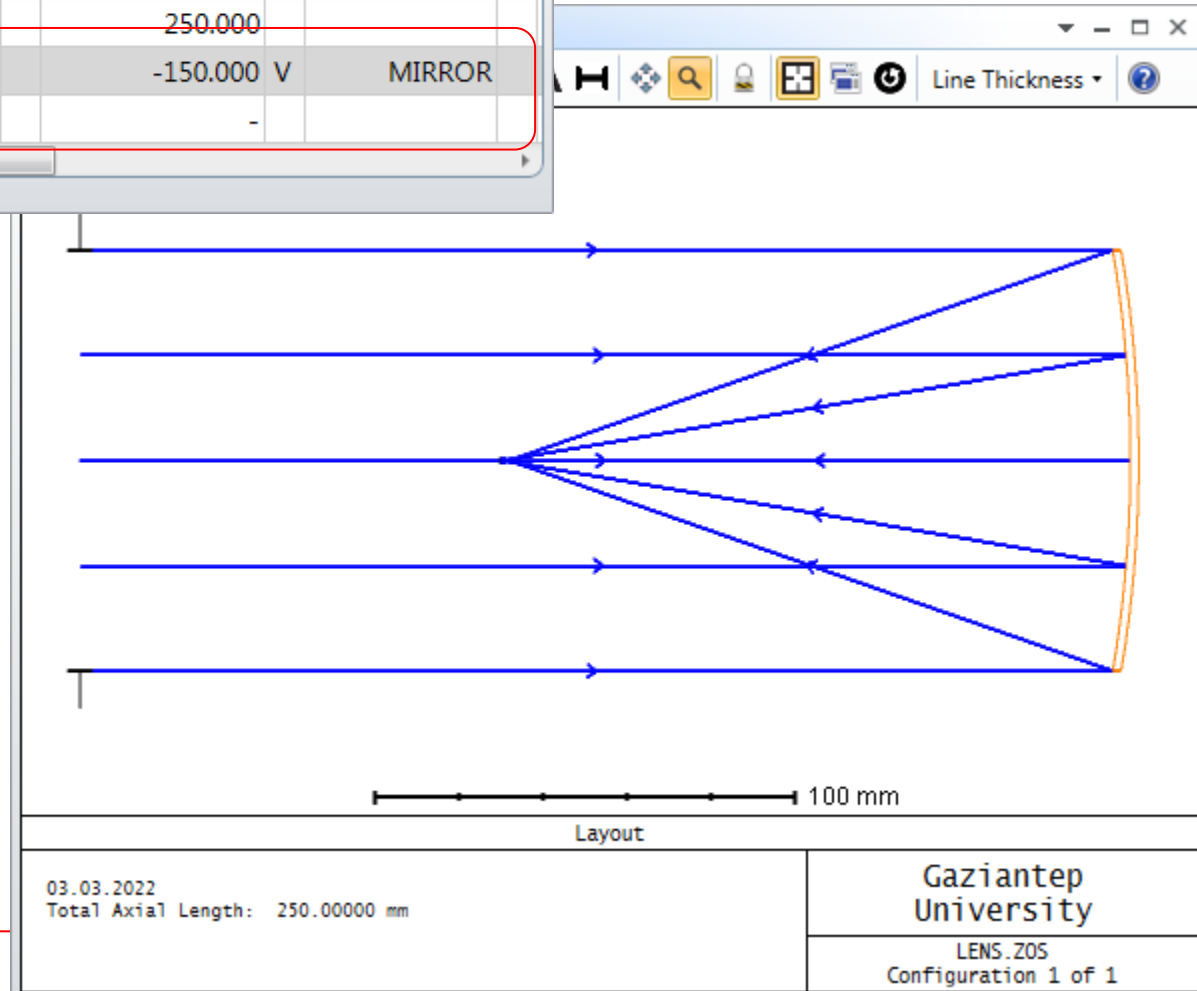 250.000
-150.000 V MIRROR
-
Line Thickness
100 mm
Layout
03.03.2022
Total Axial Length: 250.00000 mm
Gaziantep
University
LENS.ZOS
Configuration 1 of 1